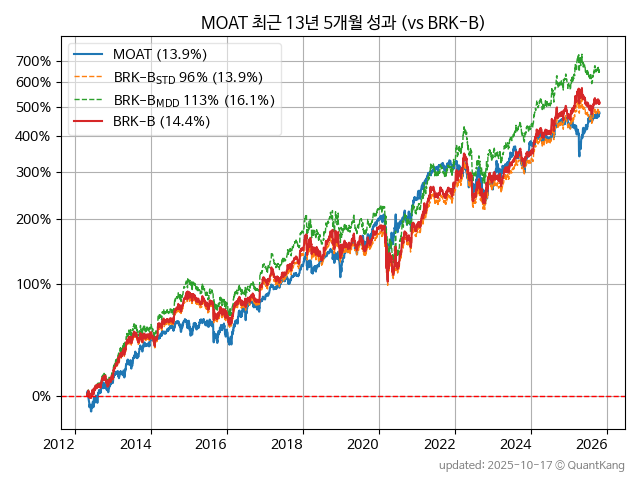 MOAT 최근 13년 5개월 성과 (vs BRK-B)
MOAT (13.9%)
BRK-B_STD 96% (13.9%)
BRK-B_MDD 113% (16.1%)
BRK-B (14.4%)
700%
600%
500%
400%
300%
200%
100%
0%
2012 2014 2016 2018 2020 2022 2024 2026
updated: 2025-10-17 © QuantKang